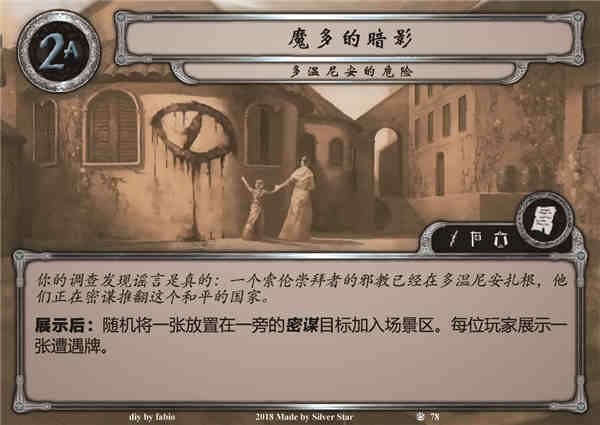 2A
魔多的暗影
多温尼安的危险
你的调查发现谣言是真的：一个索伦崇拜者的邪教已经在多温尼安扎根，他
们正在密谋推翻这个和平的国家。
展示后：随机将一张放置在一旁的密谋目标加入场景区。每位玩家展示一
张遭遇牌。
diy by fabio
2018 Made by Silver Star
78